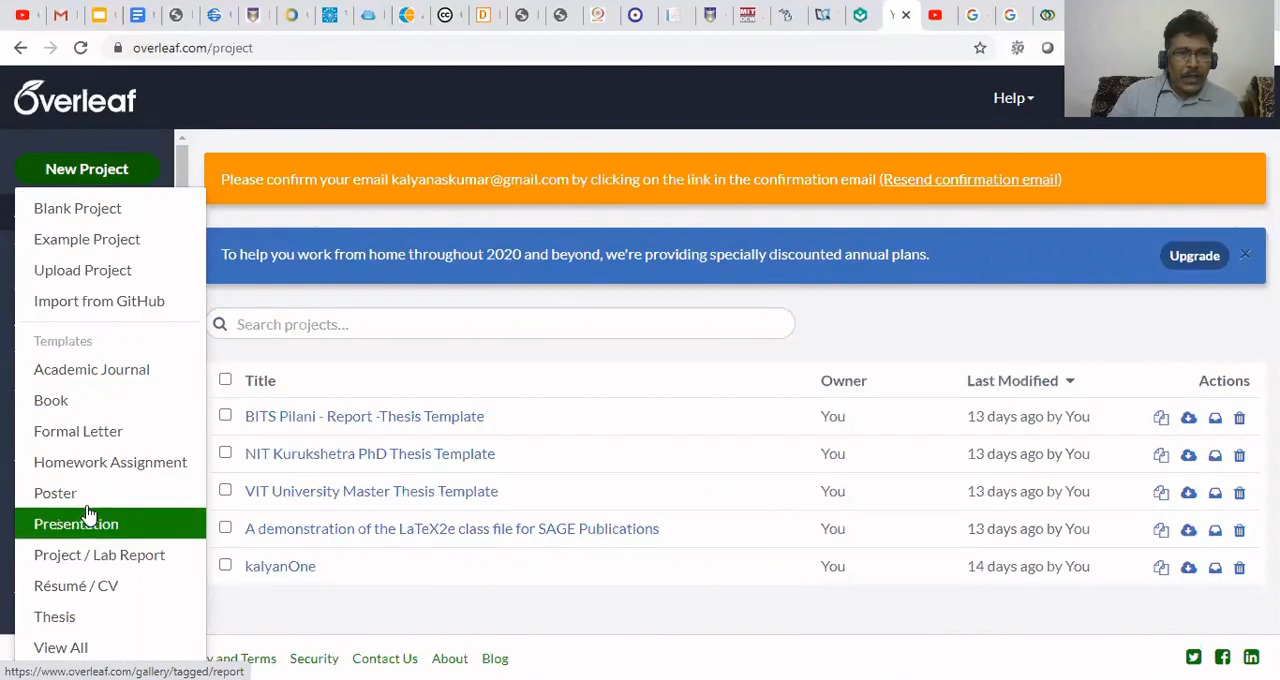 overleaf.com/project
Overleaf
Help
New Project
Please confirm your email kalyanaskumar@gmail.com by clicking on the link in the confirmation email (Resend confirmation email)
Blank Project
Example Project
Upload Project
Import from GitHub
To help you work from home throughout 2020 and beyond, we're providing specially discounted annual plans.
Upgrade
Search projects...
Templates
Academic Journal
Book
Formal Letter
Homework Assignment
Poster
Presentation
Project / Lab Report
Résumé / CV
Thesis
View All
Title Owner Last Modified Actions
BITS Pilani - Report -Thesis Template You 13 days ago by You
NIT Kurukshetra PhD Thesis Template You 13 days ago by You
VIT University Master Thesis Template You 13 days ago by You
A demonstration of the LaTeX2e class file for SAGE Publications You 13 days ago by You
kalyanOne You 14 days ago by You
y and Terms Security Contact Us About Blog
https://www.overleaf.com/gallery/tagged/report